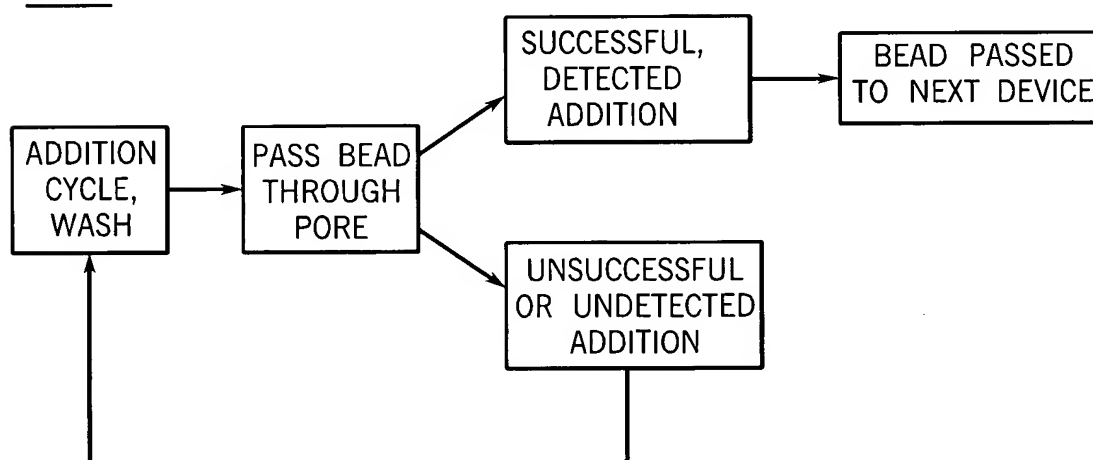 ADDITION
CYCLE,
WASH
PASS BEAD
THROUGH
PORE
SUCCESSFUL,
DETECTED
ADDITION
BEAD PASSED
TO NEXT DEVICE
UNSUCCESSFUL
OR UNDETECTED
ADDITION